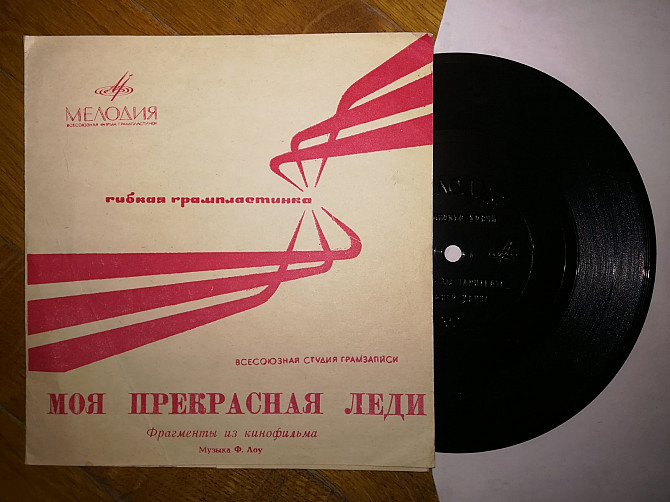 МЕЛОДИЯ
ВСЕСОЮЗНАЯ ФИРМА ГРАМПЛАСТИНОК
гибкая грампластинка
ВСЕСОЮЗНАЯ СТУДИЯ ГРАМЗАПИСИ
МОЯ ПРЕКРАСНАЯ ЛЕДИ
Фрагменты из кинофильма
Музыка Ф. Лоу